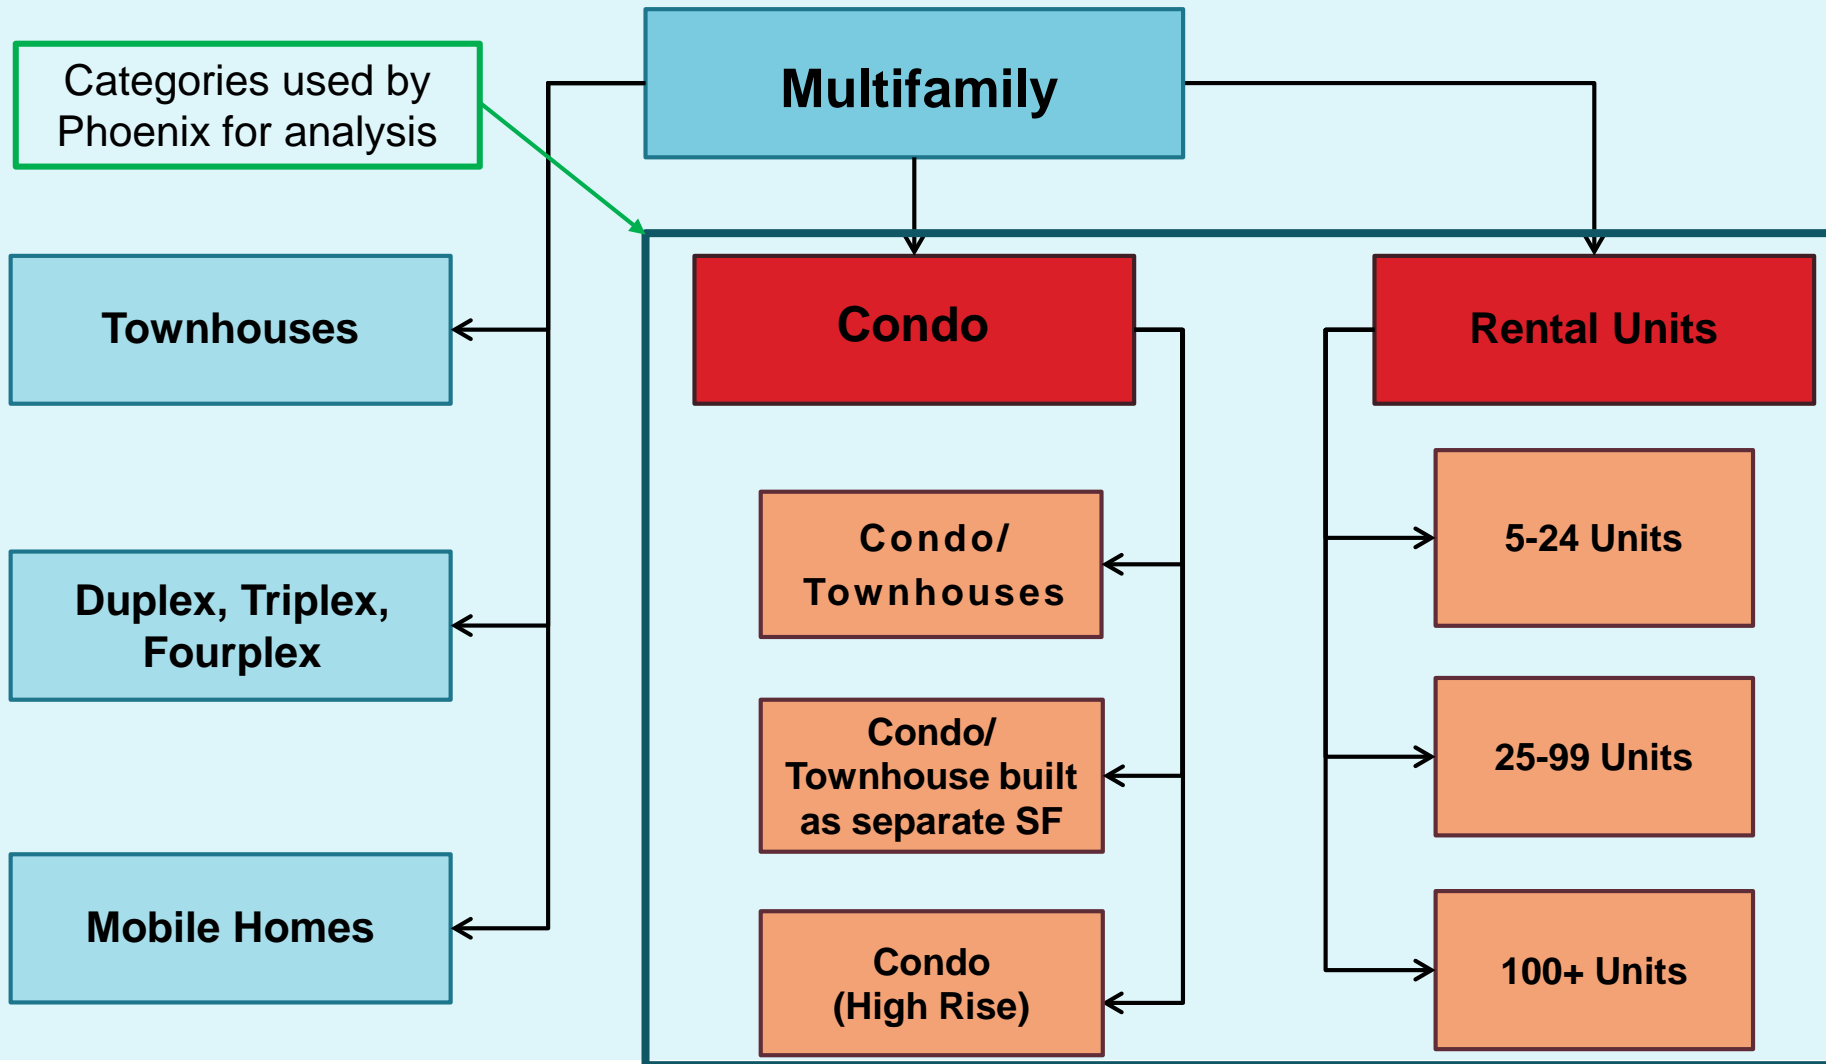 Categories used by
Phoenix for analysis
Multifamily
Townhouses
Duplex, Triplex,
Fourplex
Mobile Homes
Condo
Condo/
Townhouses
Condo/
Townhouse built
as separate SF
Condo
(High Rise)
Rental Units
5-24 Units
25-99 Units
100+ Units